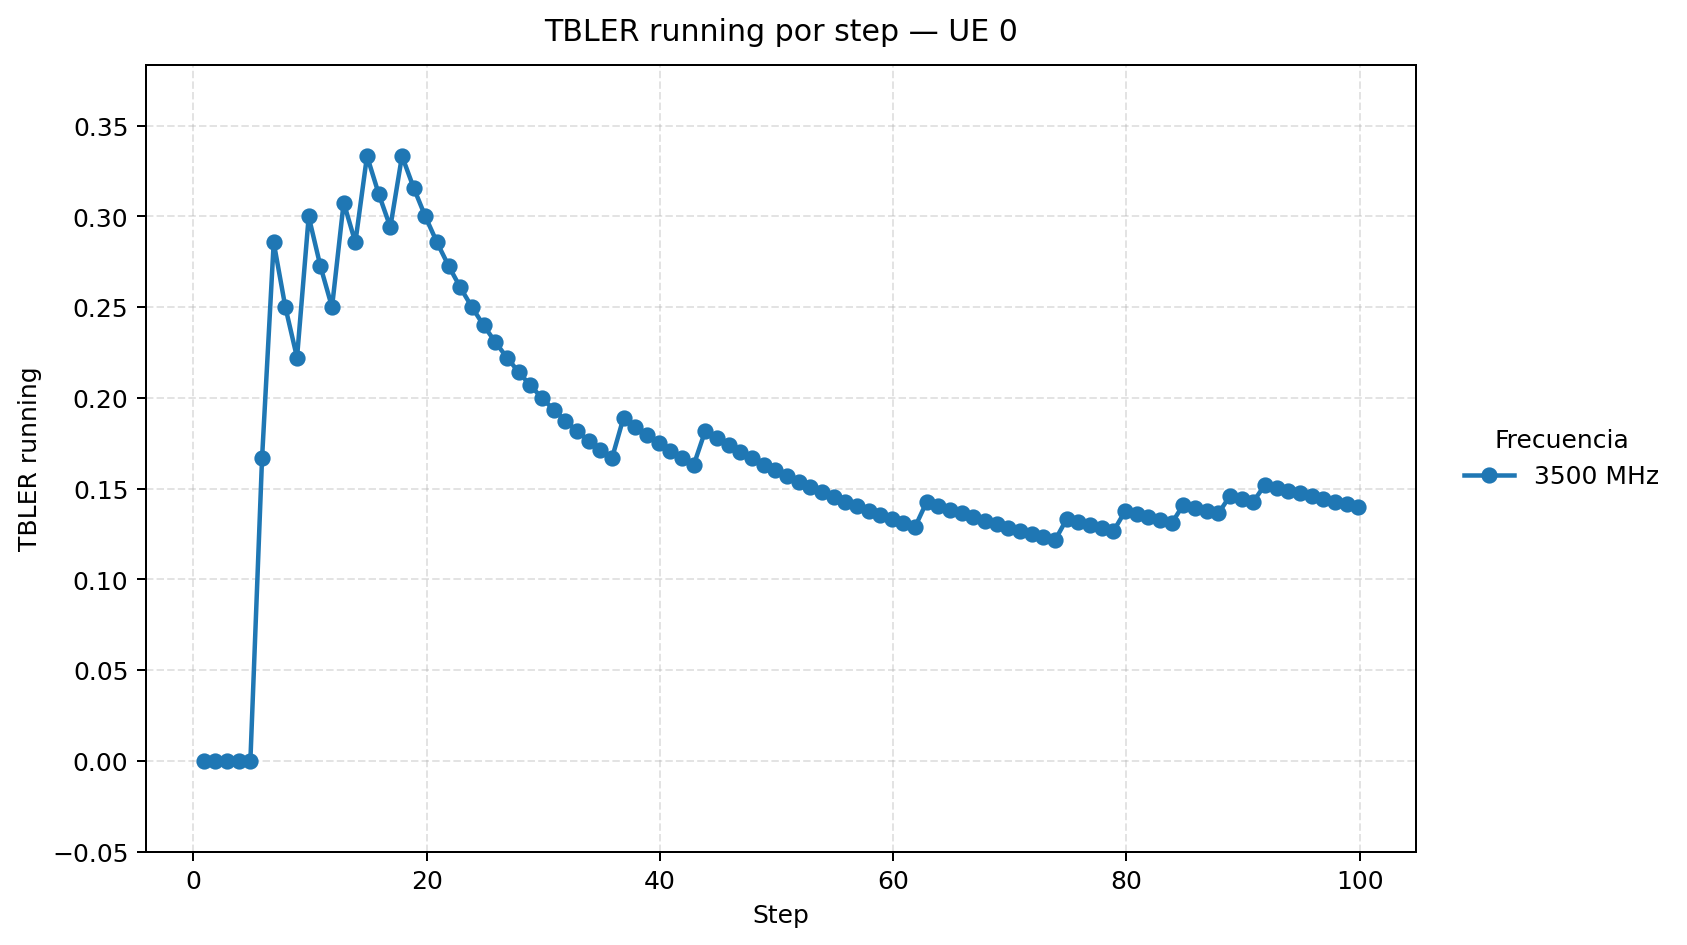 TBLER running por step — UE 0
TBLER running
0.35
0.30
0.25
0.20
0.15
0.10
0.05
0.00
−0.05
0 20 40 60 80 100
Step
Frecuencia
3500 MHz